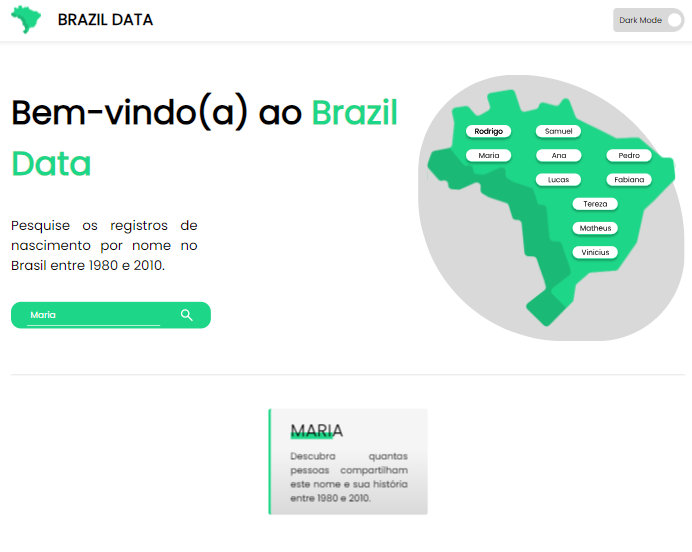 BRAZIL DATA
Dark Mode
Bem-vindo(a) ao Brazil
Data
Rodrigo Samuel
Maria Ana Pedro
Lucas Fabiana
Tereza
Matheus
Vinicius
Pesquise os registros de
nascimento por nome no
Brasil entre 1980 e 2010.
Maria
MARIA
Descubra quantas
pessoas compartilham
este nome e sua história
entre 1980 e 2010.